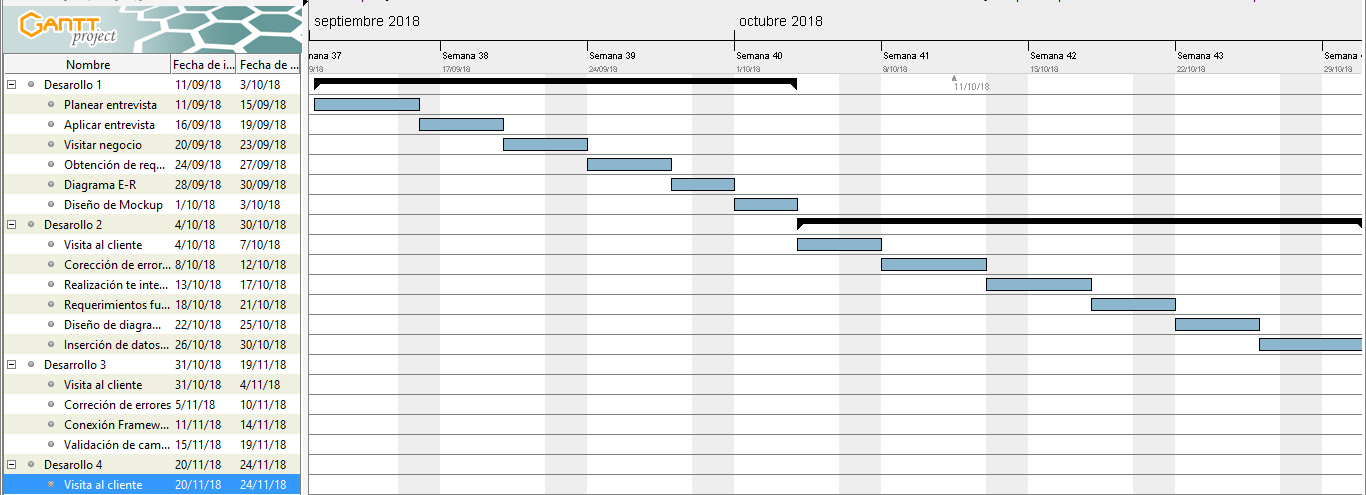 GANTT project
septiembre 2018 octubre 2018
Semana 38 Semana 39 Semana 40 Semana 41 Semana 42 Semana 43 Semana
17/09/18 24/09/18 1/10/18 8/10/18 15/10/18 22/10/18 29/10/18
Nombre Fecha de i... Fecha de ...
Desarollo 1 11/09/18 3/10/18
11/10/18
Planear entrevista 11/09/18 15/09/18
Aplicar entrevista 16/09/18 19/09/18
Visitar negocio 20/09/18 23/09/18
Obtención de req... 24/09/18 27/09/18
Diagrama E-R 28/09/18 30/09/18
Diseño de Mockup 1/10/18 3/10/18
Desarollo 2 4/10/18 30/10/18
Visita al cliente 4/10/18 7/10/18
Corección de error... 8/10/18 12/10/18
Realización te inte... 13/10/18 17/10/18
Requerimientos fu... 18/10/18 21/10/18
Diseño de diagra... 22/10/18 25/10/18
Inserción de datos... 26/10/18 30/10/18
Desarrollo 3 31/10/18 19/11/18
Visita al cliente 31/10/18 4/11/18
Correción de errores 5/11/18 10/11/18
Conexión Framew... 11/11/18 14/11/18
Validación de cam... 15/11/18 19/11/18
Desarollo 4 20/11/18 24/11/18
Visita al cliente 20/11/18 24/11/18